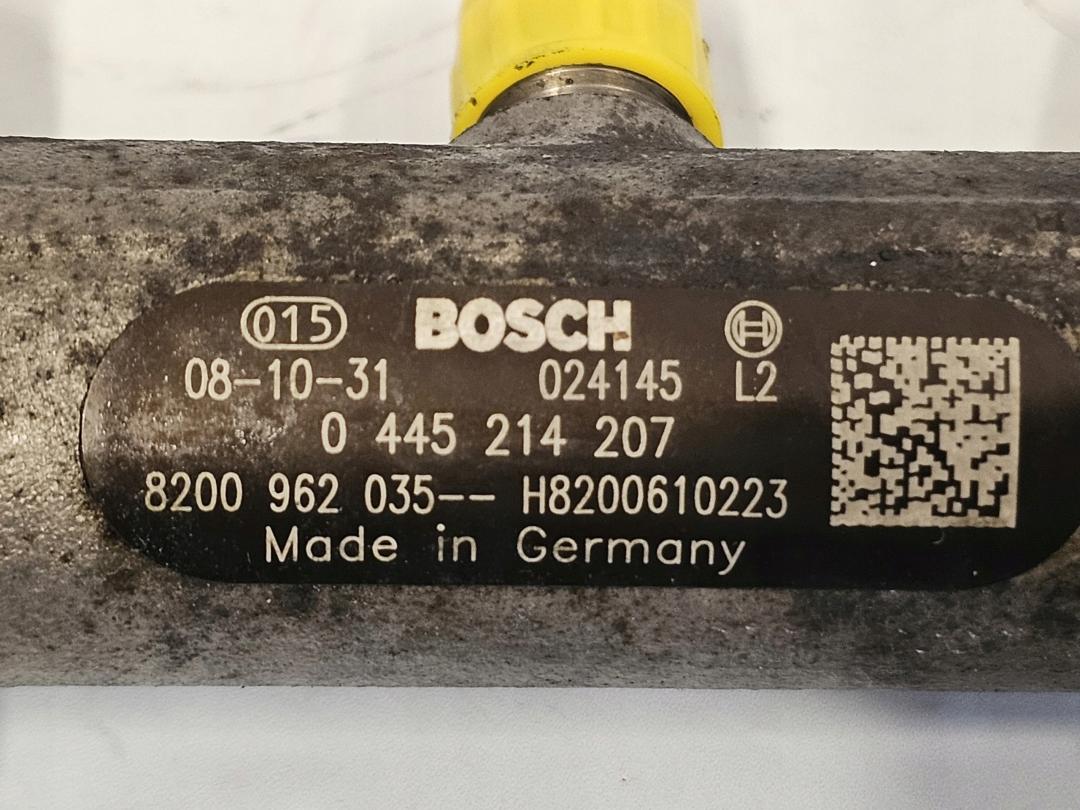 015 BOSCH H
08-10-31 024145 L2
0 445 214 207
8200 962 035-- H8200610223
Made in Germany